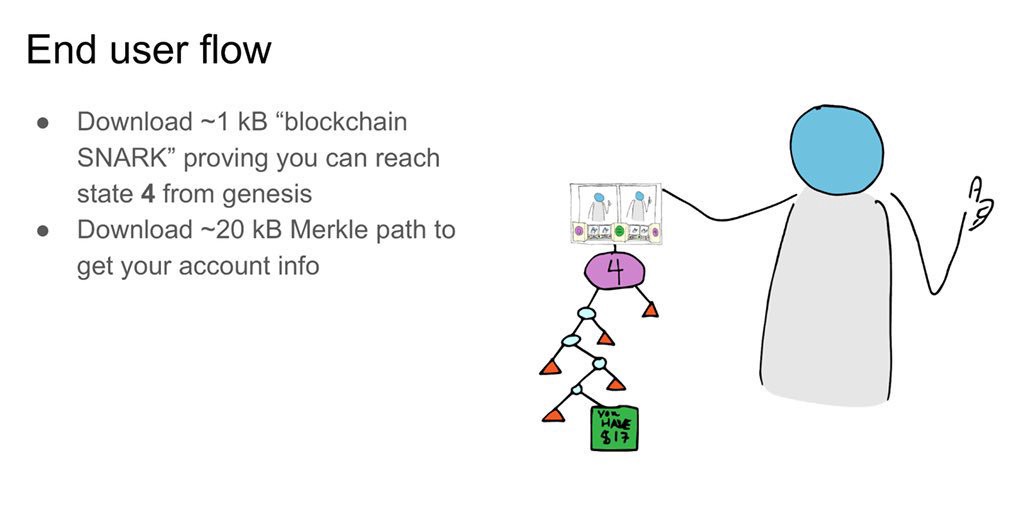 End user flow
● Download ~1 kB “blockchain
SNARK” proving you can reach
state 4 from genesis
● Download ~20 kB Merkle path to
get your account info
4
YOU
HAVE
$17